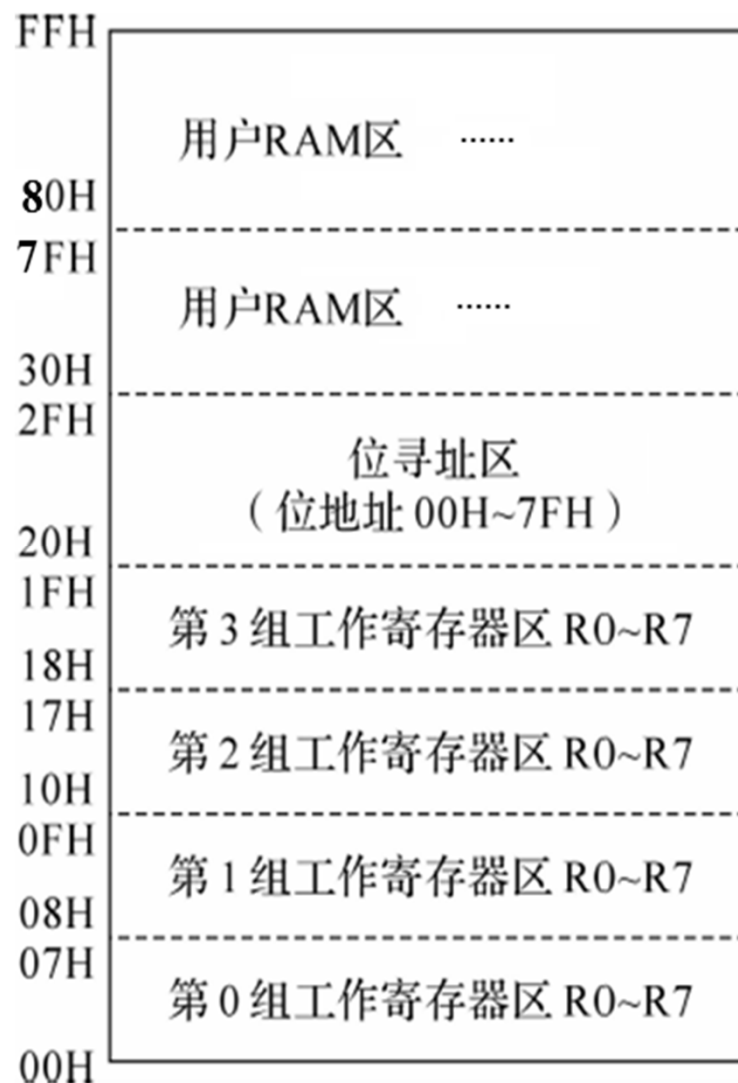 FFH
用户RAM区 ……
80H
7FH
用户RAM区 ……
30H
2FH
位寻址区
（位地址 00H~7FH）
20H
1FH
第 3 组工作寄存器区 R0~R7
18H
17H
第 2 组工作寄存器区 R0~R7
10H
0FH
第 1 组工作寄存器区 R0~R7
08H
07H
第 0 组工作寄存器区 R0~R7
00H